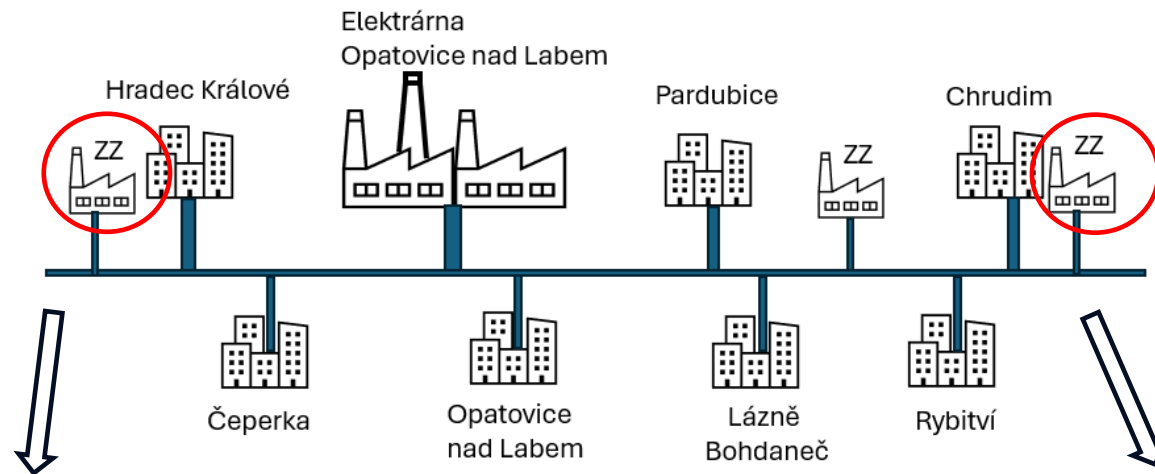 Elektrárna
Opatovice nad Labem
Hradec Králové
Pardubice
Chrudim
ZZ
ZZ
ZZ
Čeperka
Opatovice
nad Labem
Lázně
Bohdaneč
Rybitví